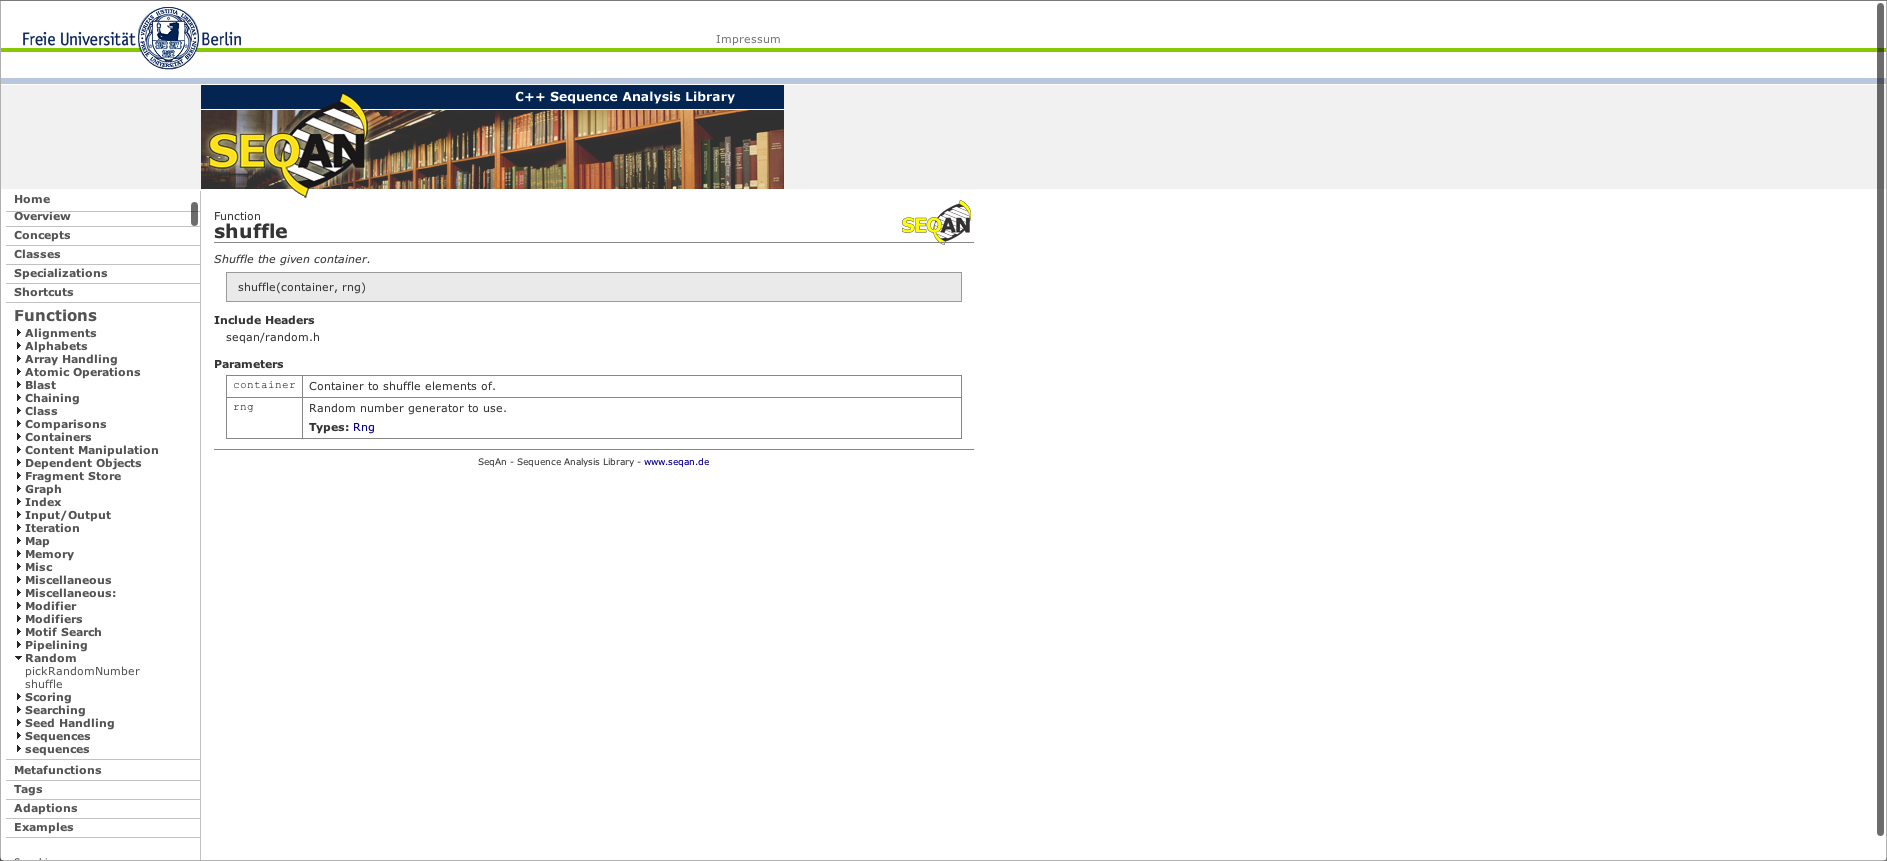 Freie Universität Berlin
Impressum
C++ Sequence Analysis Library
SEQAN
Home
Overview
Concepts
Classes
Specializations
Shortcuts
Functions
Alignments
Alphabets
Array Handling
Atomic Operations
Blast
Chaining
Class
Comparisons
Containers
Content Manipulation
Dependent Objects
Fragment Store
Graph
Index
Input/Output
Iteration
Map
Memory
Misc
Miscellaneous
Miscellaneous:
Modifier
Modifiers
Motif Search
Pipelining
Random
pickRandomNumber
shuffle
Scoring
Searching
Seed Handling
Sequences
sequences
Metafunctions
Tags
Adaptions
Examples
Function
shuffle
SEQAN
Shuffle the given container.
shuffle(container, rng)
Include Headers
seqan/random.h
Parameters
container Container to shuffle elements of.
rng Random number generator to use.
Types: Rng
SeqAn - Sequence Analysis Library - www.seqan.de